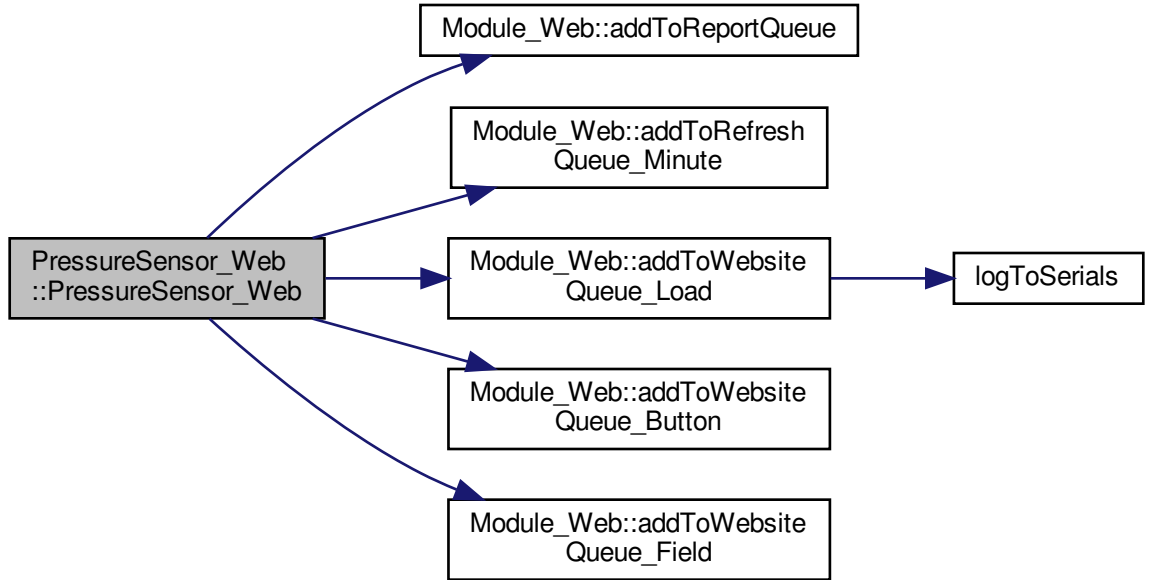 Module_Web::addToReportQueue
Module_Web::addToRefresh
Queue_Minute
PressureSensor_Web
::PressureSensor_Web
Module_Web::addToWebsite
Queue_Load
logToSerials
Module_Web::addToWebsite
Queue_Button
Module_Web::addToWebsite
Queue_Field